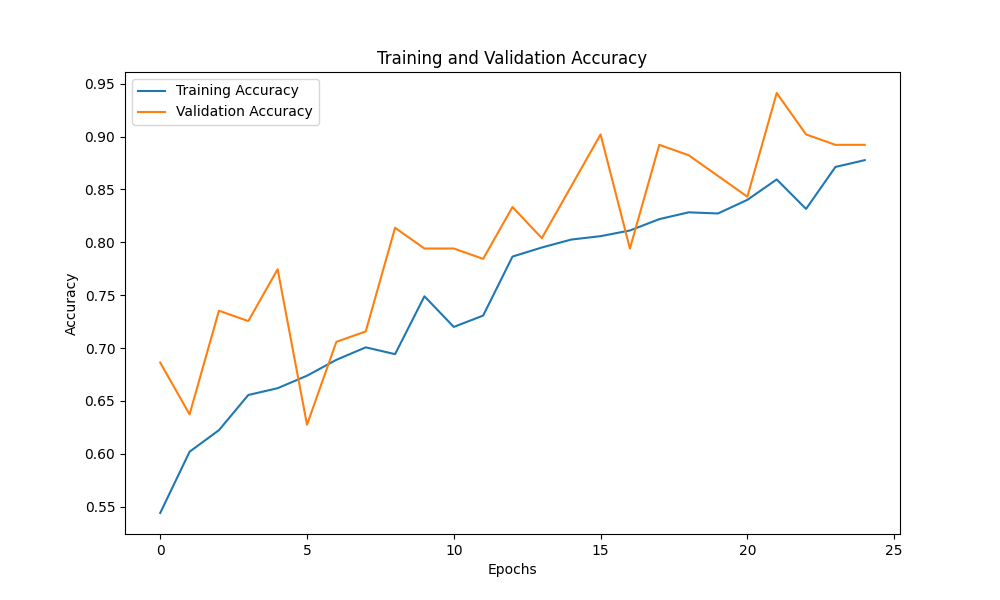 Training and Validation Accuracy
Training Accuracy
Validation Accuracy
Accuracy
0.95
0.90
0.85
0.80
0.75
0.70
0.65
0.60
0.55
0 5 10 15 20 25
Epochs